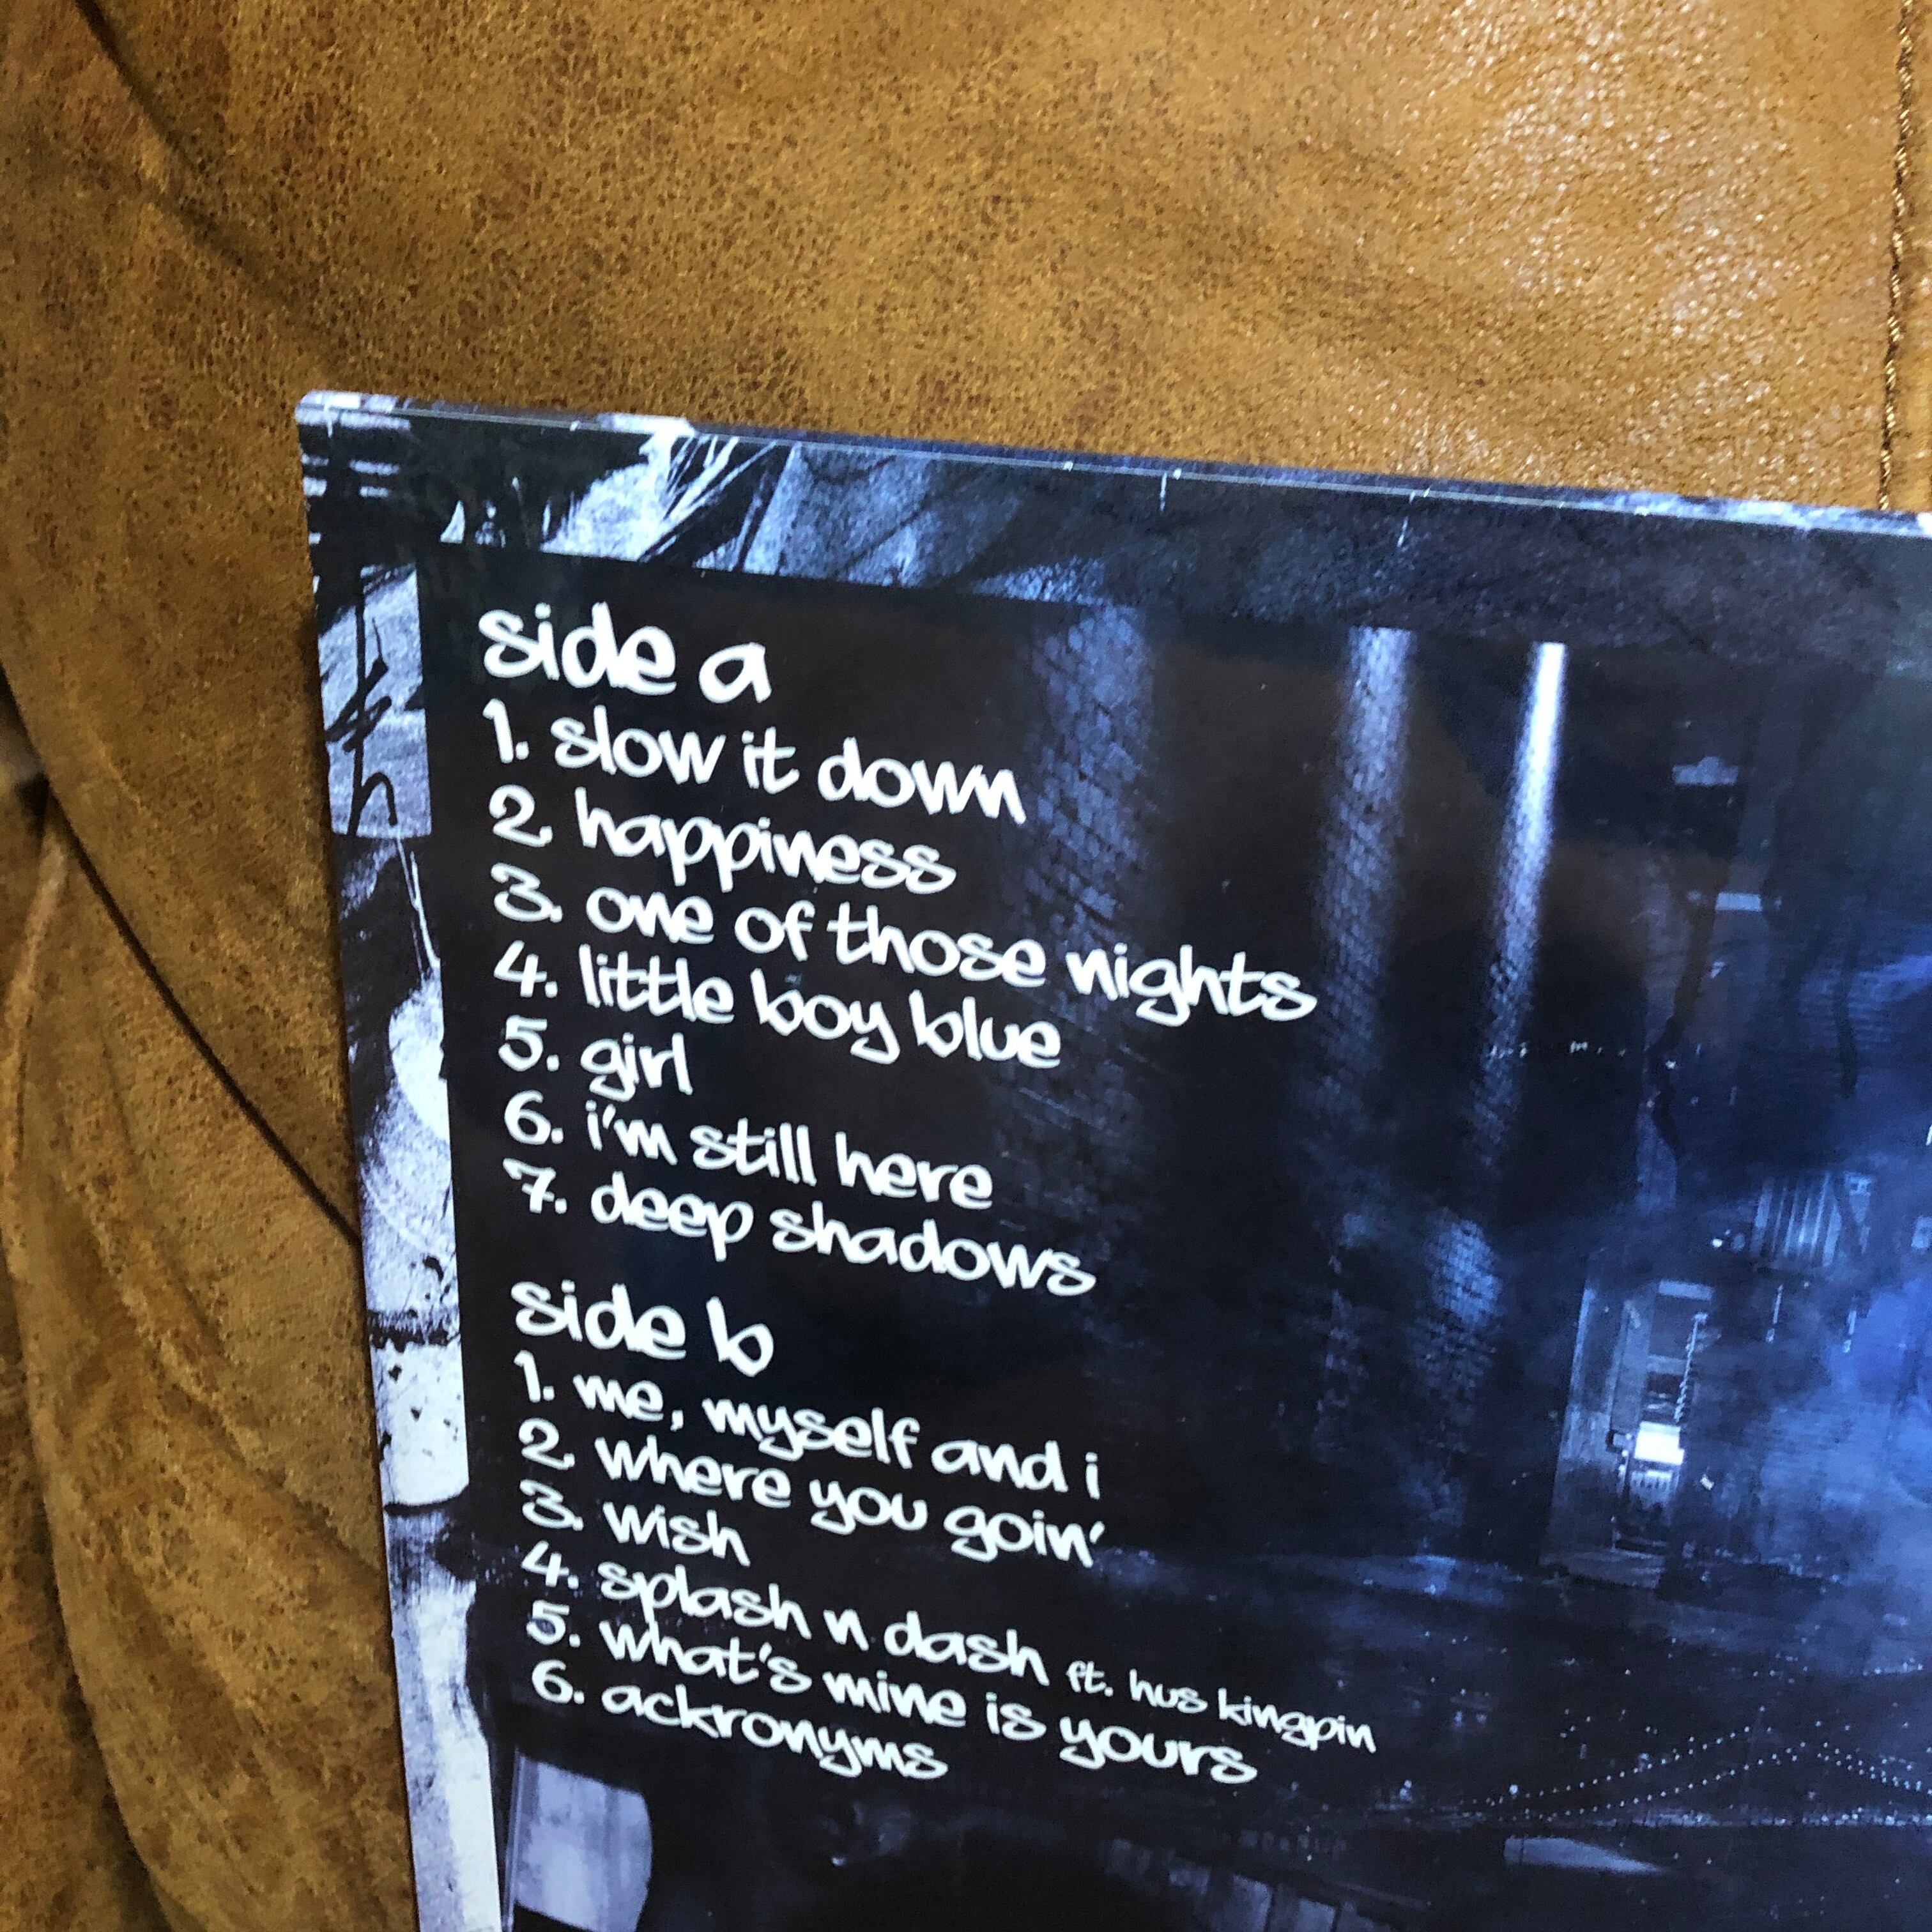 side a
1. slow it down
2. happiness
3. one of those nights
4. little boy blue
5. girl
6. i'm still here
7. deep shadows
side b
1. me, myself and i
2. where you goin'
3. wish
4. splash n dash ft. hus kingpin
5. what's mine is yours
6. ackronyms